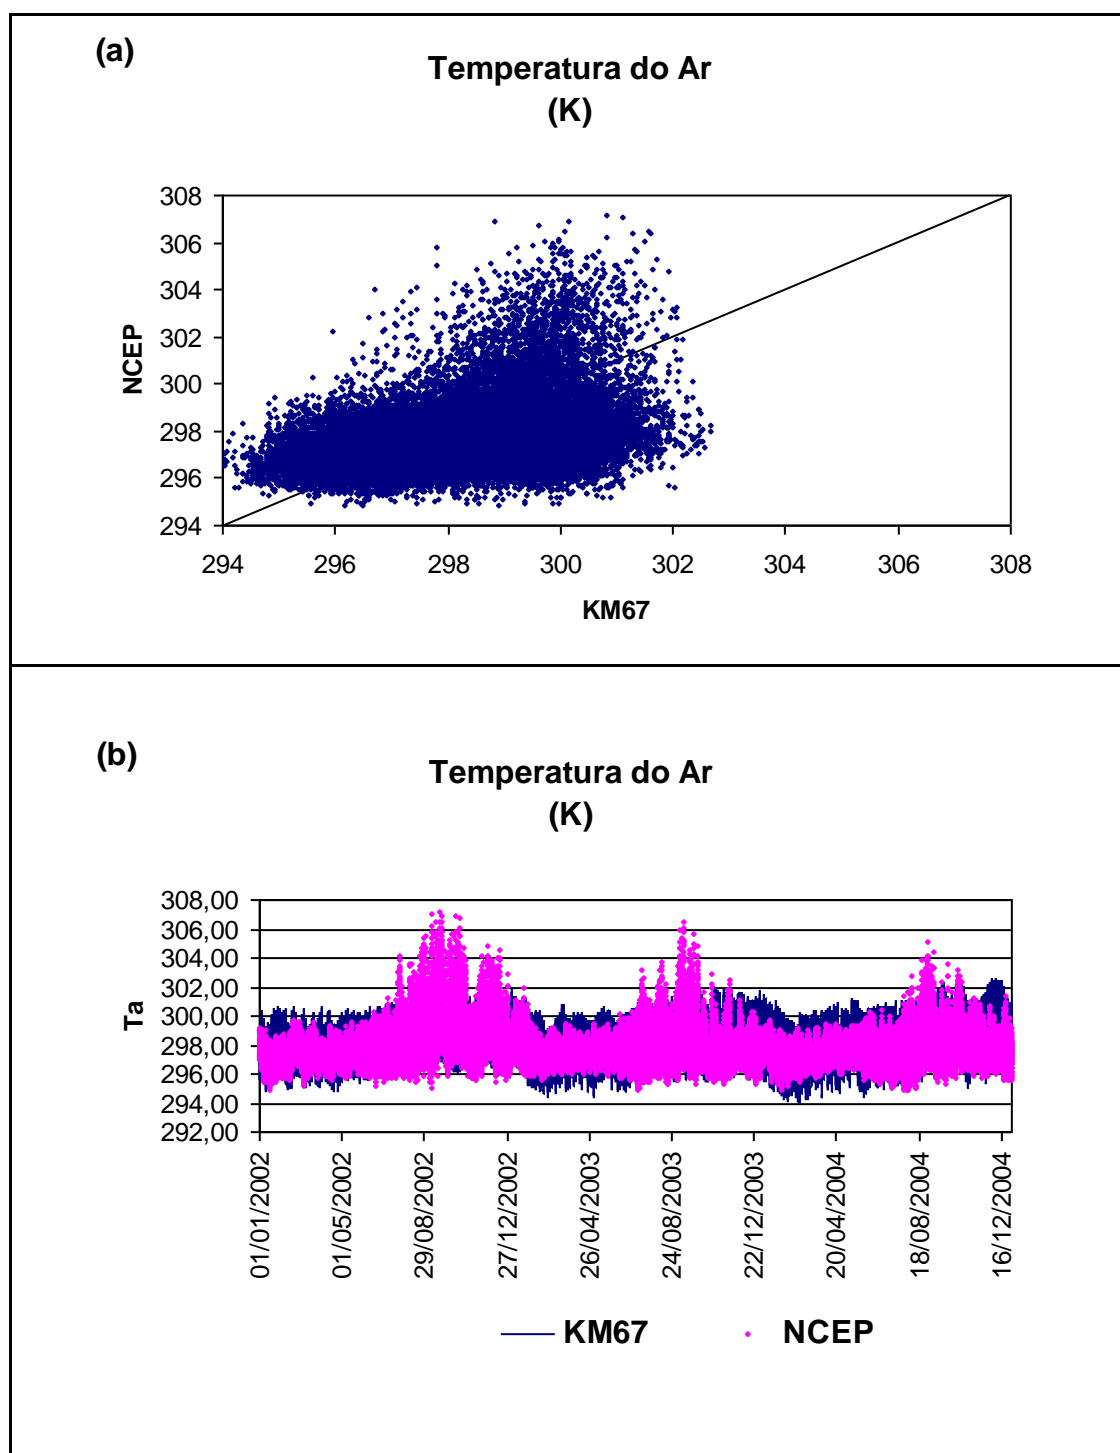 (a)
Temperatura do Ar
(K)
308
306
304
302
300
298
296
294
NCEP
294 296 298 300 302 304 306 308
KM67
(b)
Temperatura do Ar
(K)
308,00
306,00
304,00
302,00
300,00
298,00
296,00
294,00
292,00
Ta
01/01/2002
01/05/2002
29/08/2002
27/12/2002
26/04/2003
24/08/2003
22/12/2003
20/04/2004
18/08/2004
16/12/2004
KM67 NCEP